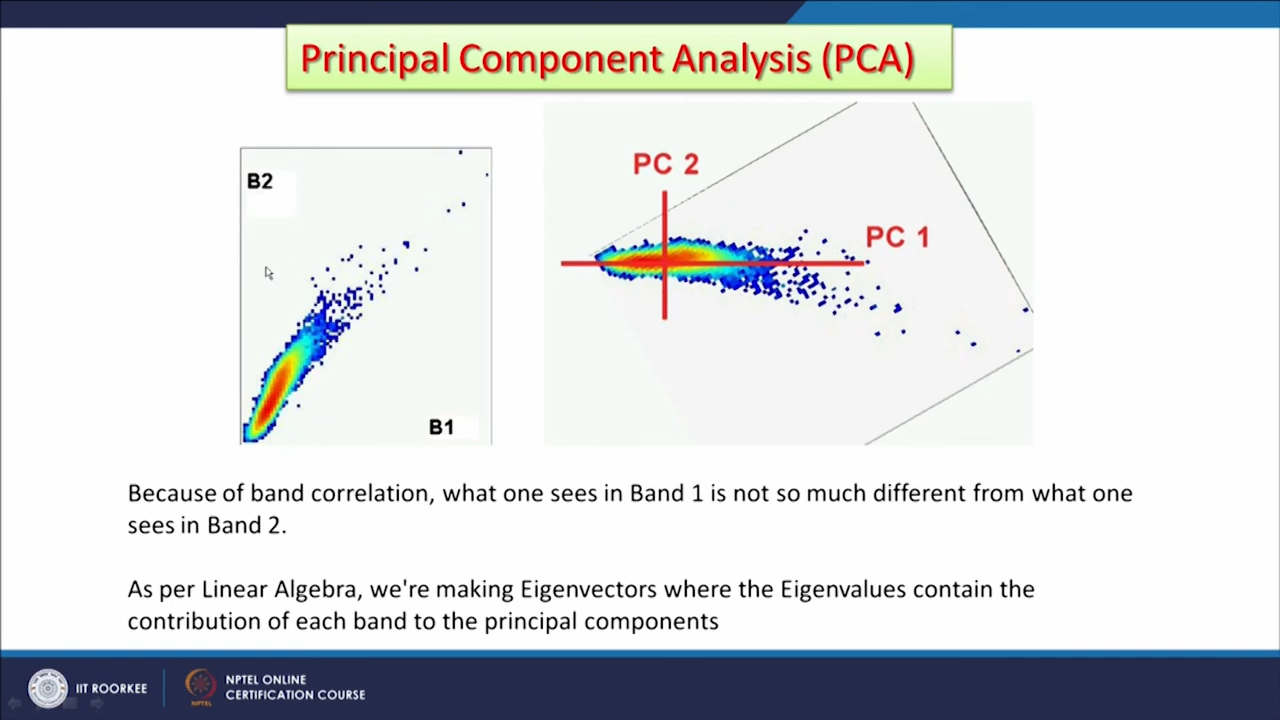 Principal Component Analysis (PCA)
B2
B1
PC 2
PC 1
Because of band correlation, what one sees in Band 1 is not so much different from what one
sees in Band 2.
As per Linear Algebra, we're making Eigenvectors where the Eigenvalues contain the
contribution of each band to the principal components
IIT ROORKEE
NPTEL
NPTEL ONLINE
CERTIFICATION COURSE